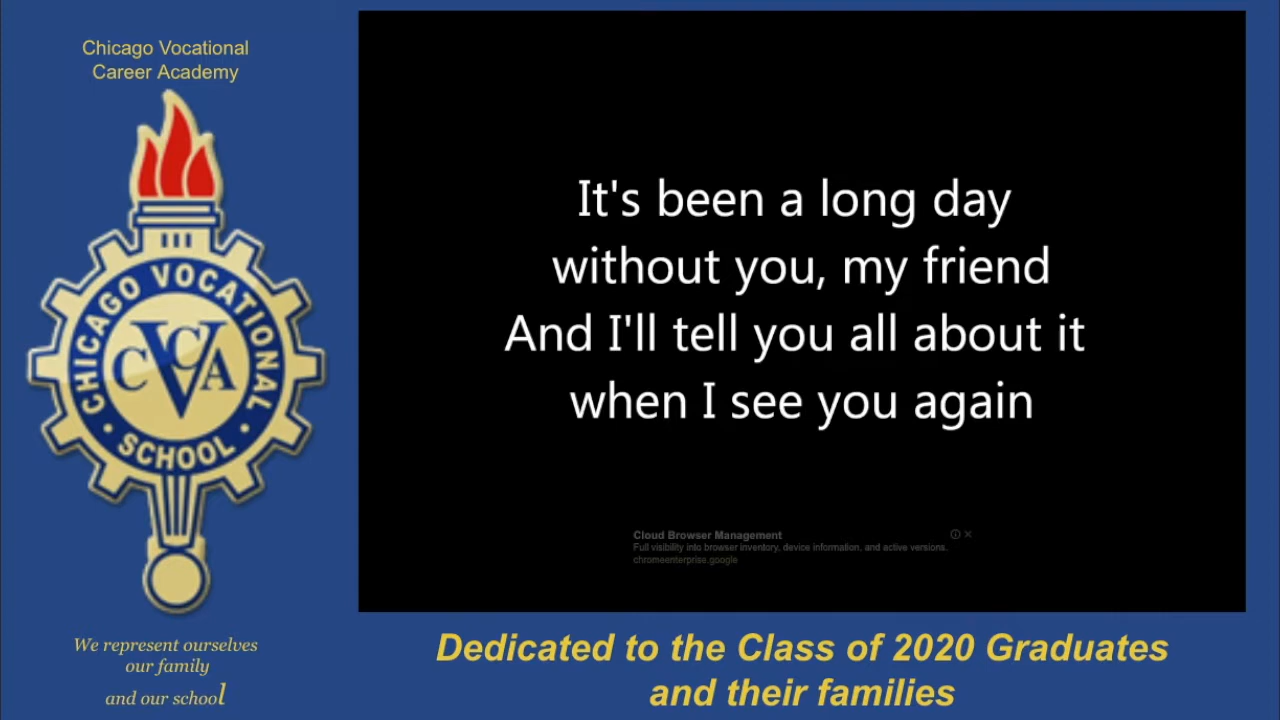 Chicago Vocational
Career Academy
CHICAGO VOCATIONAL
CVCA
SCHOOL
We represent ourselves
our family
and our school
It's been a long day
without you, my friend
And I'll tell you all about it
when I see you again
Cloud Browser Management
Full visibility into browser inventory, device information, and active versions.
chromeenterprise.google
Dedicated to the Class of 2020 Graduates
and their families